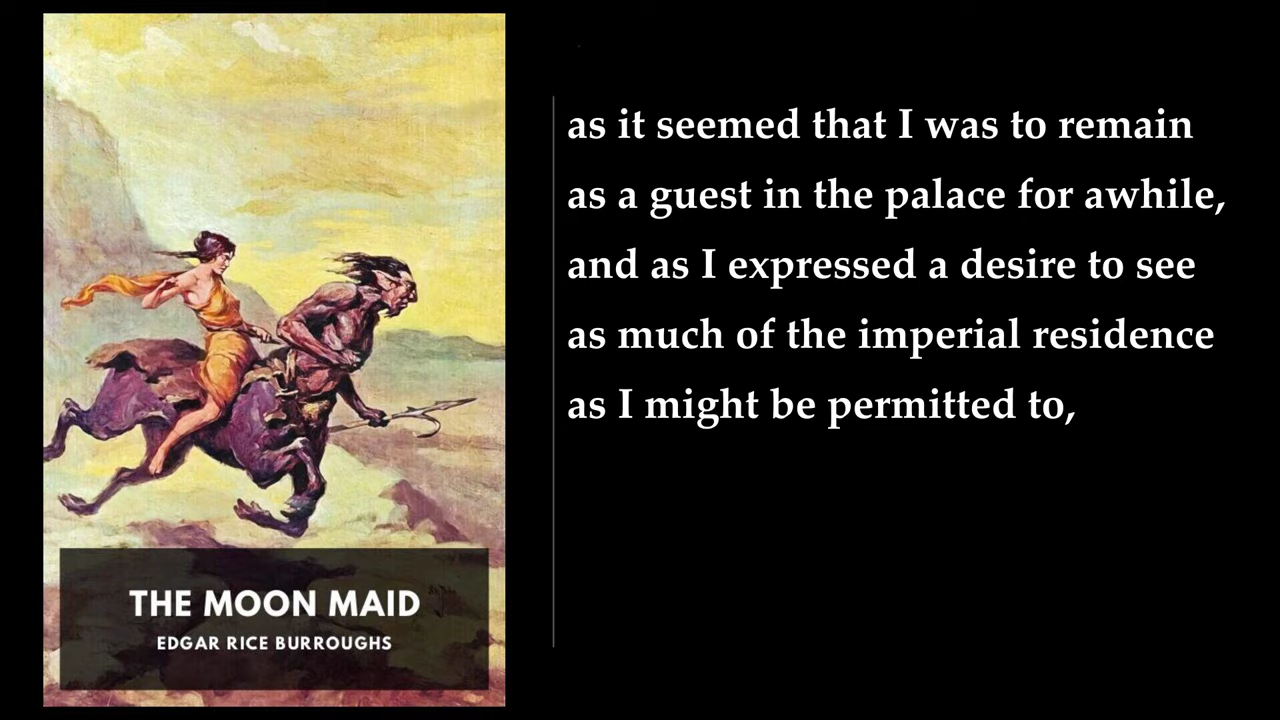 THE MOON MAID
EDGAR RICE BURROUGHS
as it seemed that I was to remain
as a guest in the palace for awhile,
and as I expressed a desire to see
as much of the imperial residence
as I might be permitted to,